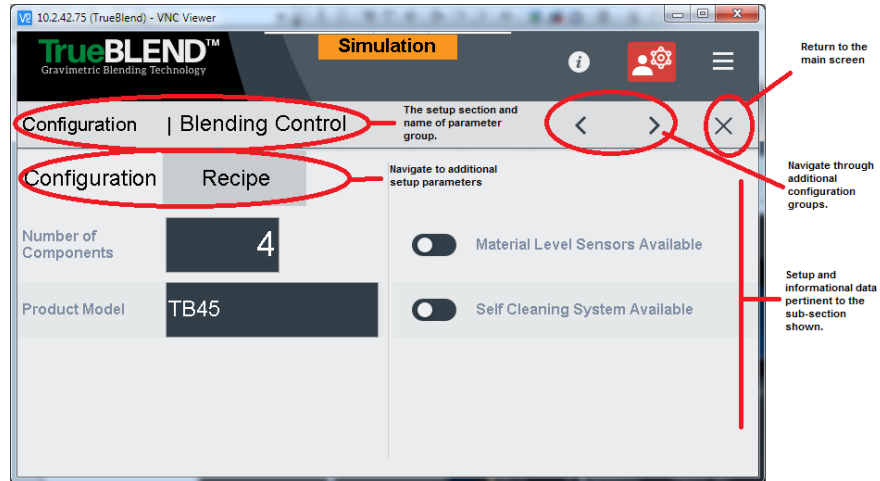 10.2.42.75 (TrueBlend) - VNC Viewer
TrueBLEND™
Gravimetric Blending Technology
Simulation
Return to the
main screen
Configuration | Blending Control
The setup section and
name of parameter
group.
Configuration Recipe
Navigate to additional
setup parameters
Navigate through
additional
configuration
groups.
Number of
Components
4
Material Level Sensors Available
Product Model
TB45
Self Cleaning System Available
Setup and
informational data
pertinent to the
sub-section
shown.